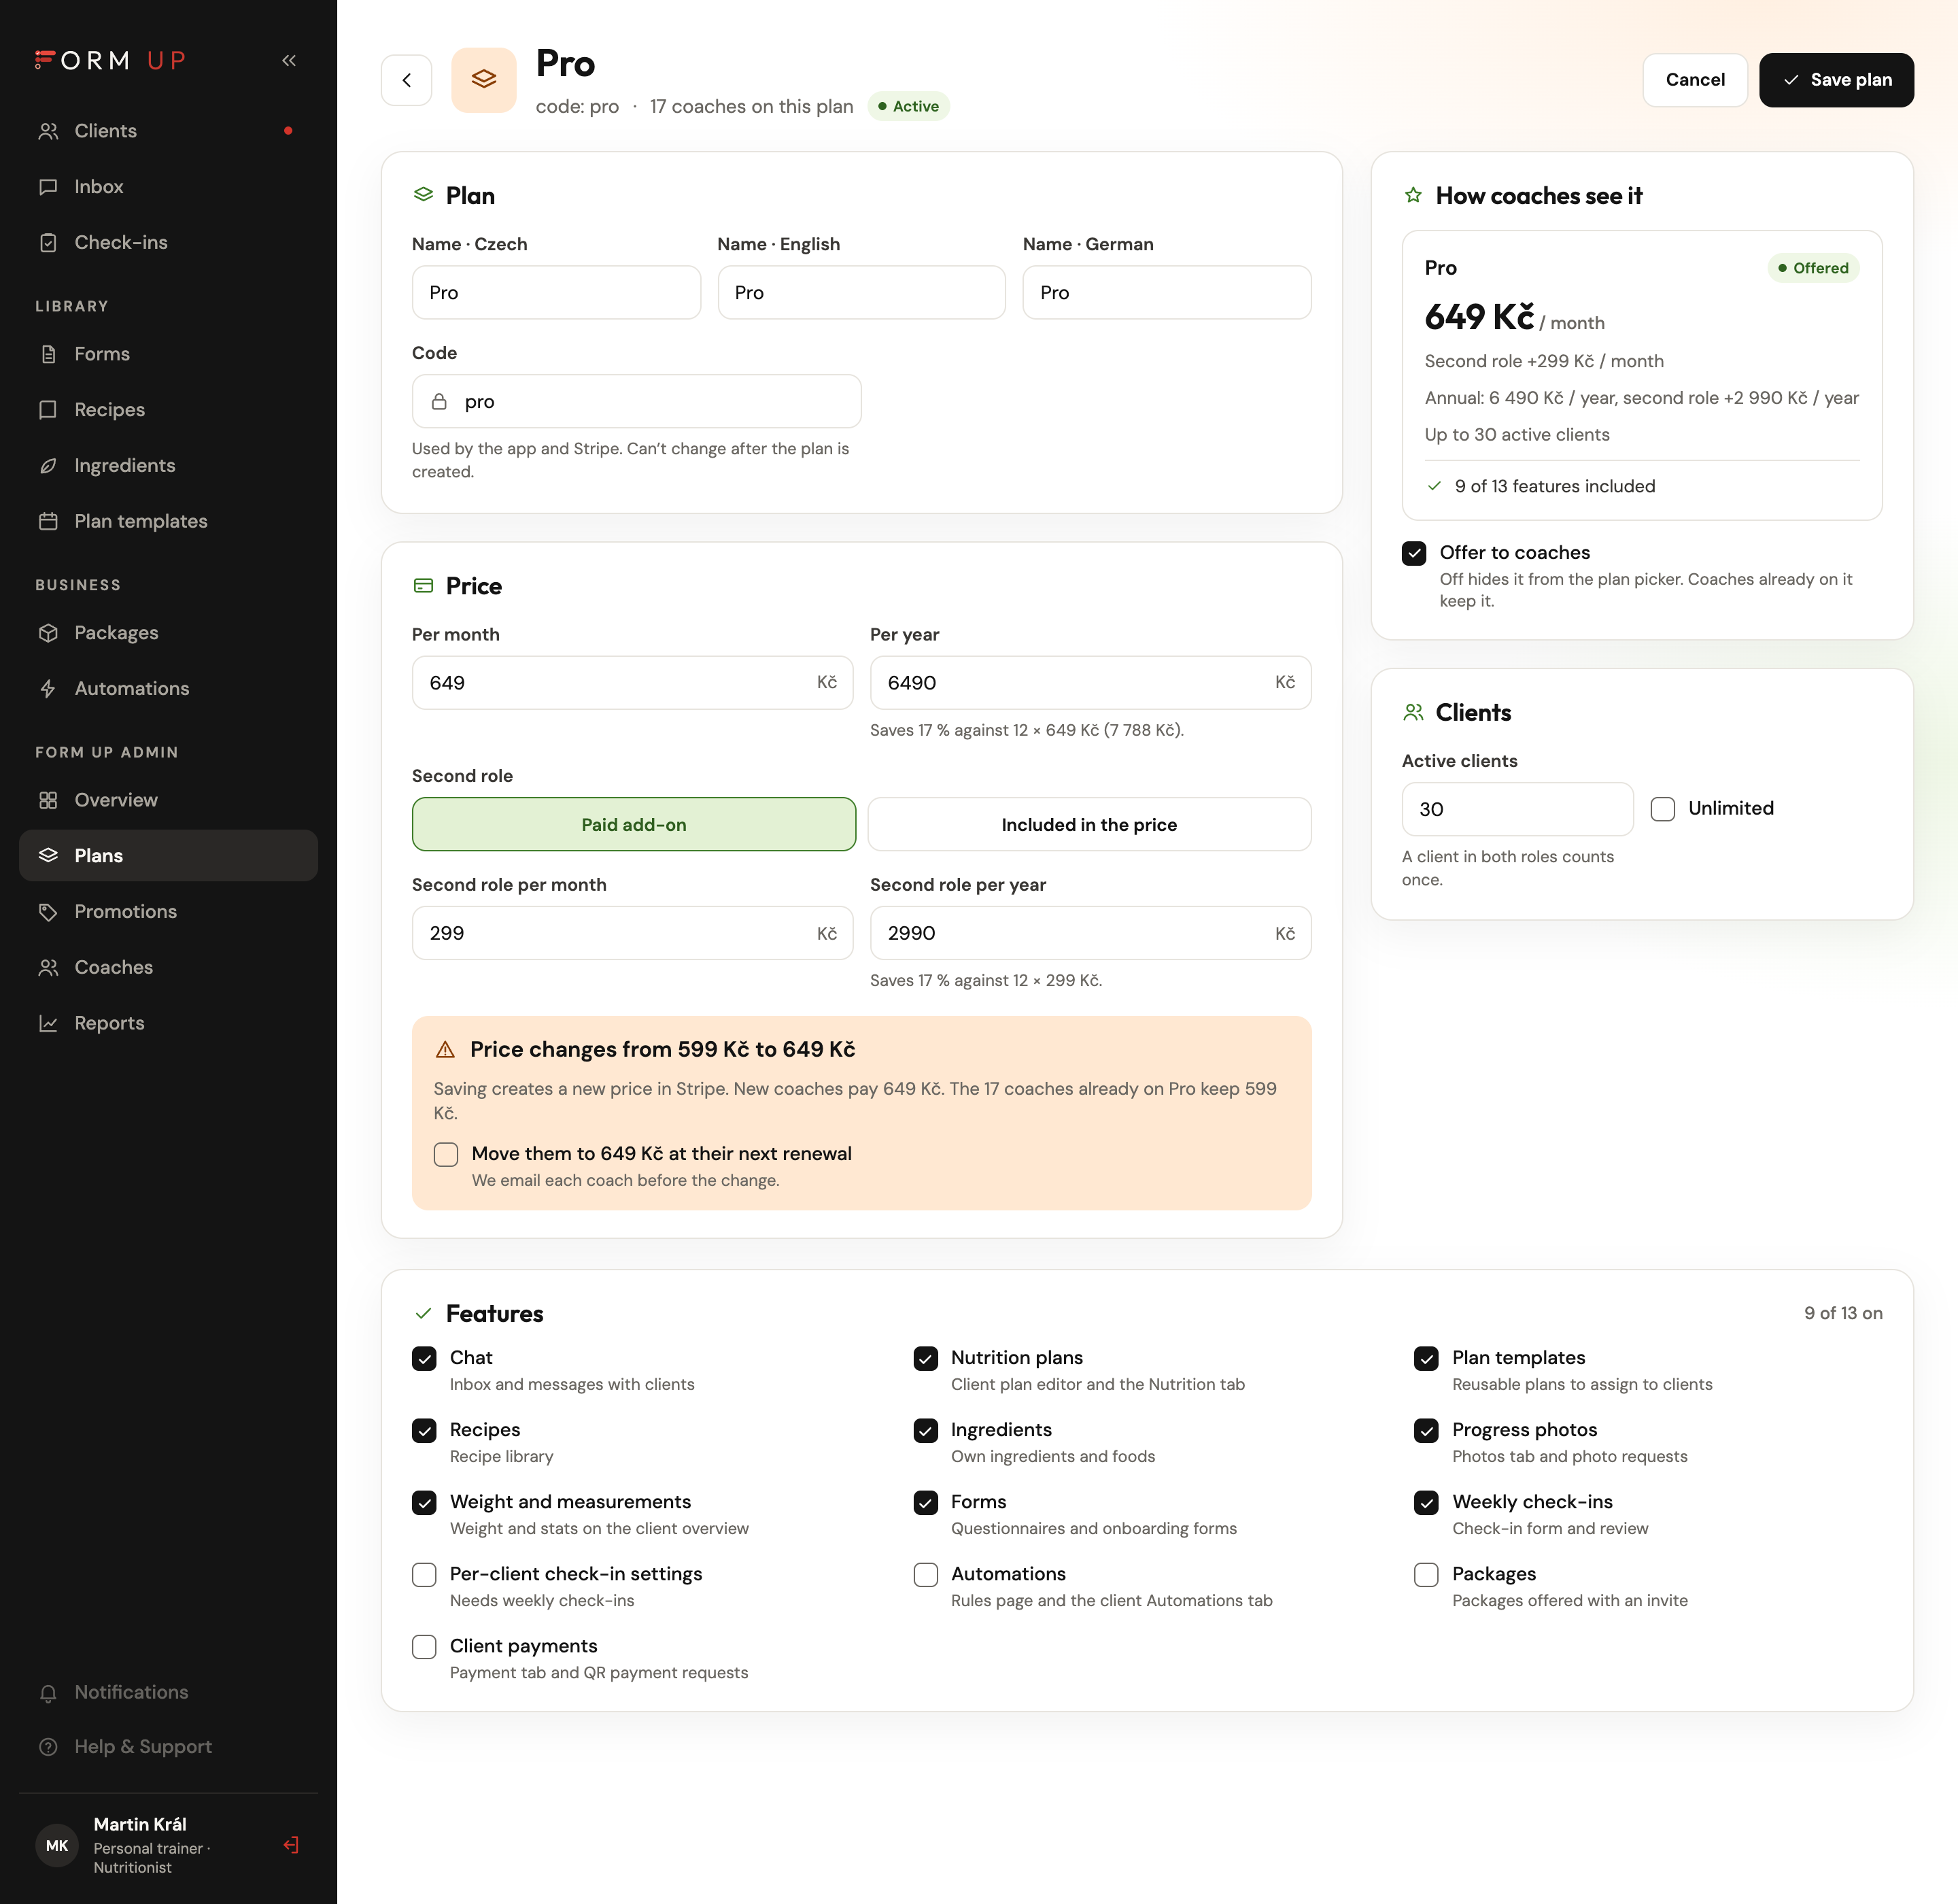 FORM UP
Clients
Inbox
Check-ins
LIBRARY
Forms
Recipes
Ingredients
Plan templates
BUSINESS
Packages
Automations
FORM UP ADMIN
Overview
Plans
Promotions
Coaches
Reports
Notifications
Help & Support
MK
Martin Král
Personal trainer ·
Nutritionist
Pro
code: pro · 17 coaches on this plan
Active
Cancel
Save plan
Plan
Name · Czech
Name · English
Name · German
Pro
Pro
Pro
Code
pro
Used by the app and Stripe. Can’t change after the plan is
created.
Price
Per month
Per year
649 Kč
6490 Kč
Saves 17 % against 12 × 649 Kč (7 788 Kč).
Second role
Paid add-on
Included in the price
Second role per month
Second role per year
299 Kč
2990 Kč
Saves 17 % against 12 × 299 Kč.
Price changes from 599 Kč to 649 Kč
Saving creates a new price in Stripe. New coaches pay 649 Kč. The 17 coaches already on Pro keep 599
Kč.
Move them to 649 Kč at their next renewal
We email each coach before the change.
How coaches see it
Pro
Offered
649 Kč / month
Second role +299 Kč / month
Annual: 6 490 Kč / year, second role +2 990 Kč / year
Up to 30 active clients
9 of 13 features included
Offer to coaches
Off hides it from the plan picker. Coaches already on it
keep it.
Clients
Active clients
30
Unlimited
A client in both roles counts
once.
Features
9 of 13 on
Chat
Inbox and messages with clients
Nutrition plans
Client plan editor and the Nutrition tab
Plan templates
Reusable plans to assign to clients
Recipes
Recipe library
Ingredients
Own ingredients and foods
Progress photos
Photos tab and photo requests
Weight and measurements
Weight and stats on the client overview
Forms
Questionnaires and onboarding forms
Weekly check-ins
Check-in form and review
Per-client check-in settings
Needs weekly check-ins
Automations
Rules page and the client Automations tab
Packages
Packages offered with an invite
Client payments
Payment tab and QR payment requests